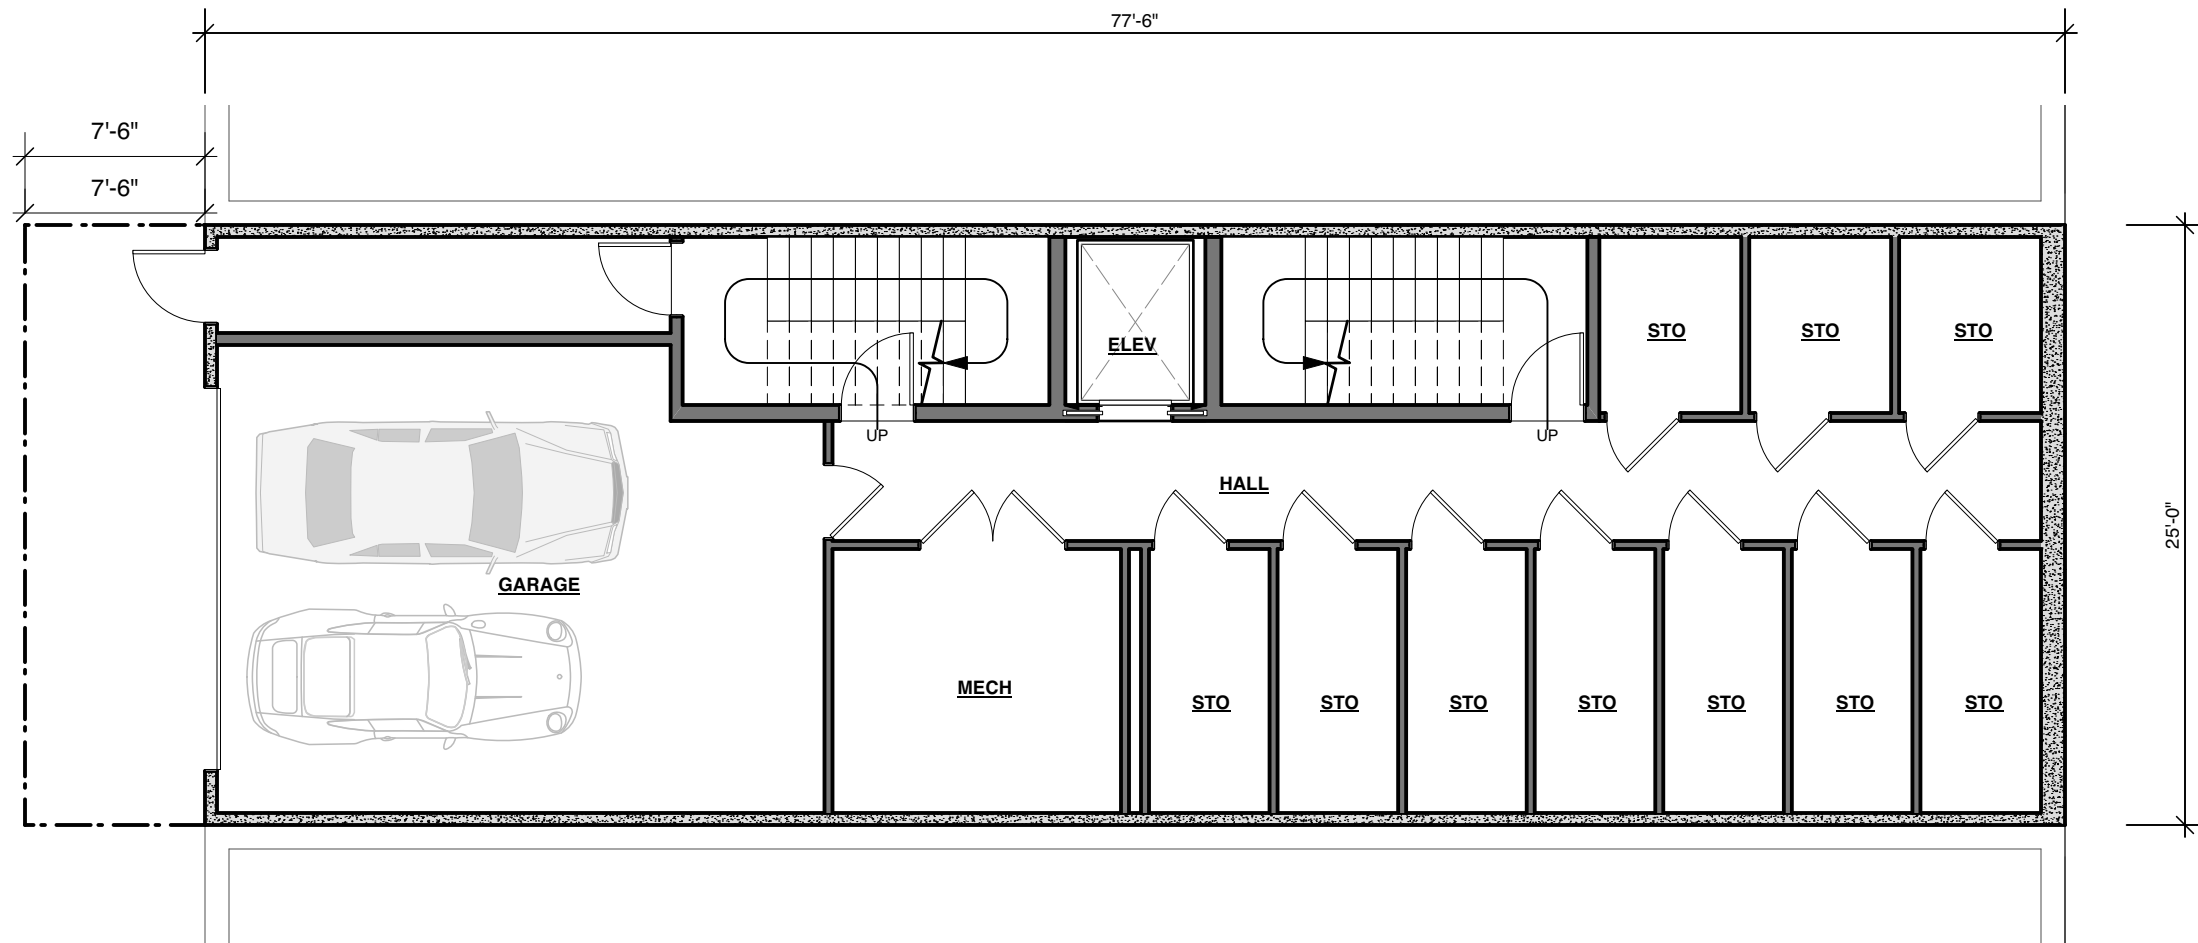 77'-6"
7'-6"
7'-6"
ELEV
STO
STO
STO
UP
UP
HALL
25'-0"
GARAGE
MECH
STO
STO
STO
STO
STO
STO
STO